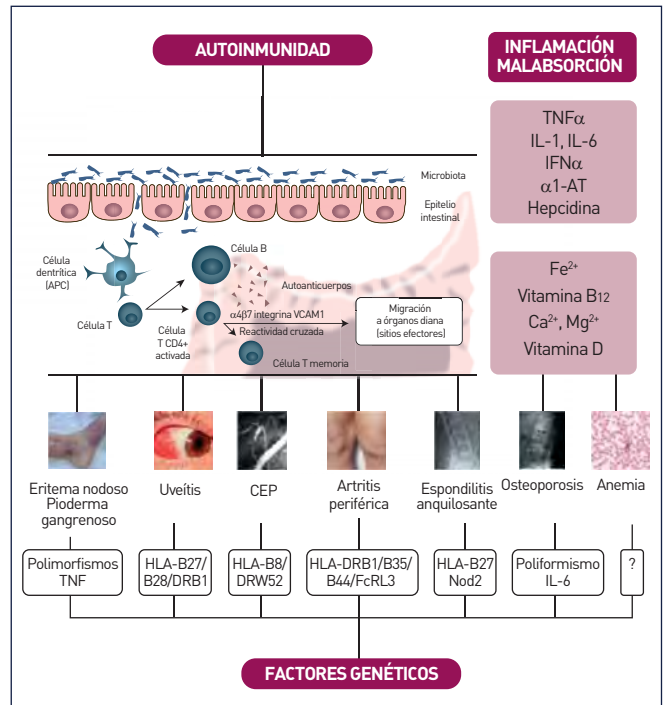 AUTOINMUNIDAD
INFLAMACIÓN
MALABSORCIÓN
TNFα
IL-1, IL-6
IFNα
α1-AT
Hepcidina
Microbiota
Epitelio
intestinal
Célula
dentrítica
(APC)
Célula B
Autoanticuerpos
Célula T
Célula
T CD4+
activada
α4β7 integrina VCAM1
Reactividad cruzada
Célula T memoria
Migración
a órganos diana
(sitios efectores)
Fe²⁺
Vitamina B12
Ca²⁺, Mg²⁺
Vitamina D
Eritema nodoso
Pioderma
gangrenoso
Uveítis
CEP
Artritis
periférica
Espondilitis
anquilosante
Osteoporosis
Anemia
Polimorfismos
TNF
HLA-B27/
B28/DRB1
HLA-B8/
DRW52
HLA-DRB1/B35/
B44/FcRL3
HLA-B27
Nod2
Poliformismo
IL-6
?
FACTORES GENÉTICOS